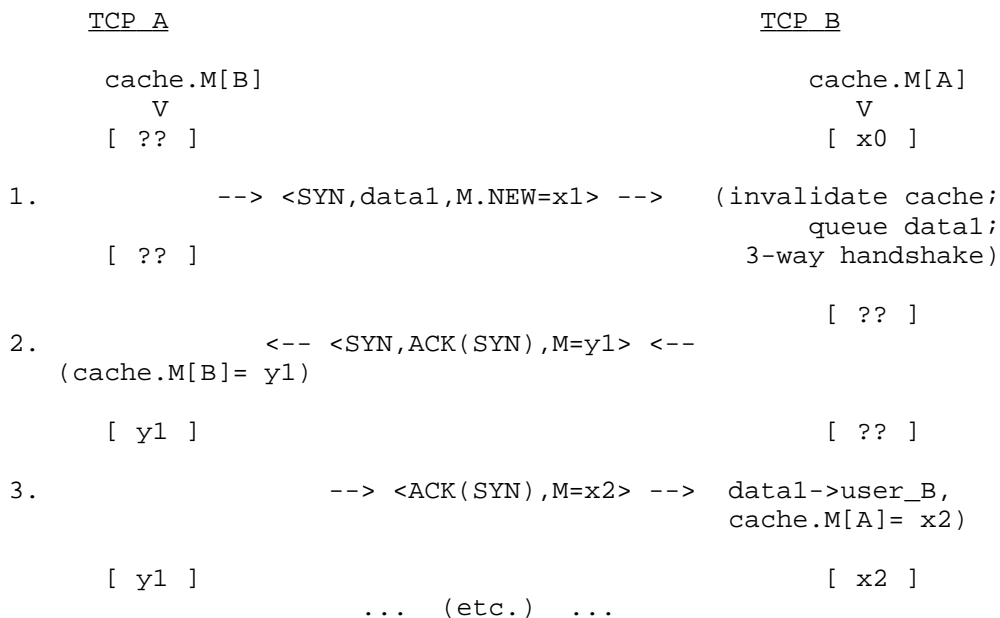 TCP A TCP B
cache.M[B] cache.M[A]
V V
[ ?? ] [ x0 ]
1. --> <SYN,data1,M.NEW=x1> --> (invalidate cache;
queue data1;
[ ?? ] 3-way handshake)
[ ?? ]
2. <-- <SYN,ACK(SYN),M=y1> <--
(cache.M[B]= y1)
[ y1 ] [ ?? ]
3. --> <ACK(SYN),M=x2> --> data1->user_B,
cache.M[A]= x2)
[ y1 ] [ x2 ]
... (etc.) ...